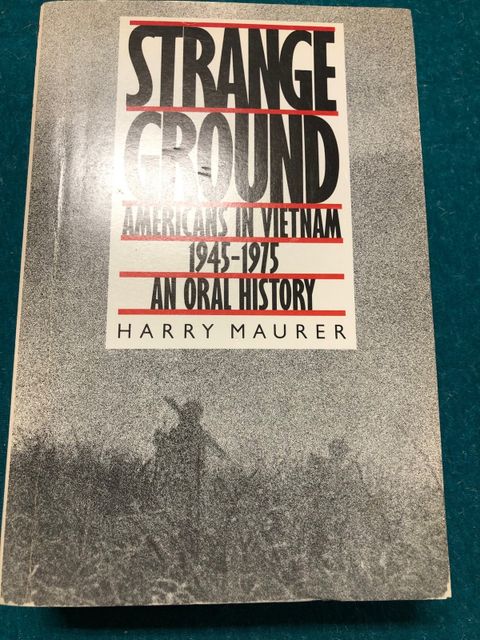 STRANGE
GROUND
AMERICANS IN VIETNAM
1945-1975
AN ORAL HISTORY
HARRY MAURER